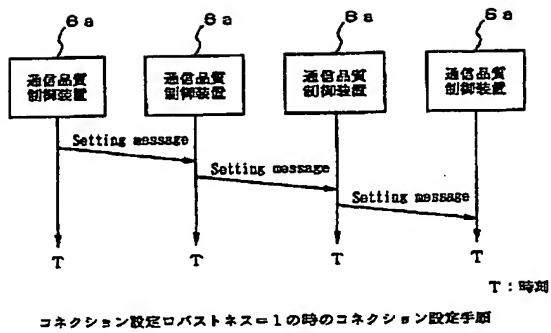 6a 6a 6a 6a
通信品質 通信品質 通信品質 通信品質
制御装置 制御装置 制御装置 制御装置
Setting message
Setting message
Setting message
T T T T
T：時刻
コネクション設定ロバストネス＝1の時のコネクション設定手順